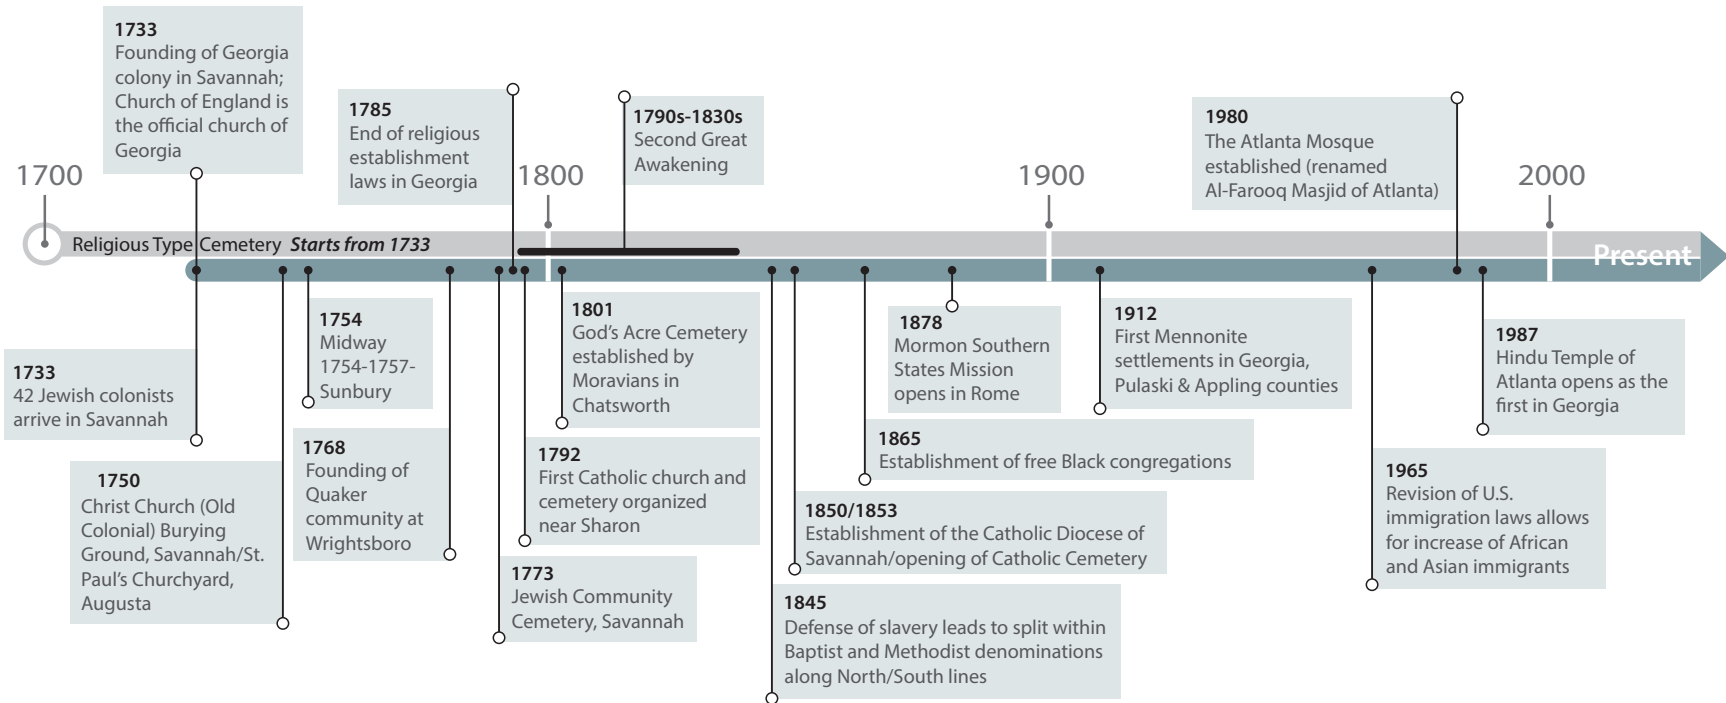 1733
Founding of Georgia
colony in Savannah;
Church of England is
the official church of
Georgia
1785
End of religious
establishment
laws in Georgia
1790s-1830s
Second Great
Awakening
1980
The Atlanta Mosque
established (renamed
Al-Farooq Masjid of Atlanta)
1700
1800
1900
2000
Religious Type Cemetery Starts from 1733
Present
1733
42 Jewish colonists
arrive in Savannah
1750
Christ Church (Old
Colonial) Burying
Ground, Savannah/St.
Paul's Churchyard,
Augusta
1754
Midway
1754-1757-
Sunbury
1768
Founding of
Quaker
community at
Wrightsboro
1773
Jewish Community
Cemetery, Savannah
1792
First Catholic church and
cemetery organized
near Sharon
1801
God's Acre Cemetery
established by
Moravians in
Chatsworth
1845
Defense of slavery leads to split within
Baptist and Methodist denominations
along North/South lines
1850/1853
Establishment of the Catholic Diocese of
Savannah/opening of Catholic Cemetery
1865
Establishment of free Black congregations
1878
Mormon Southern
States Mission
opens in Rome
1912
First Mennonite
settlements in Georgia,
Pulaski & Appling counties
1965
Revision of U.S.
immigration laws allows
for increase of African
and Asian immigrants
1987
Hindu Temple of
Atlanta opens as the
first in Georgia